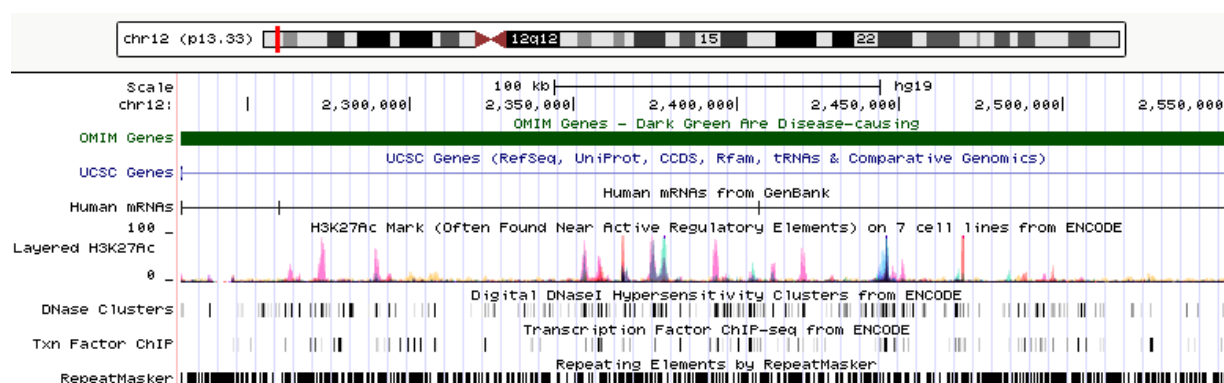 chr12 (p13.33) 12q12 15 22
Scale 100 kb hg19
chr12: 2,300,000 2,350,000 2,400,000 2,450,000 2,500,000 2,550,000
OMIM Genes - Dark Green Are Disease-causing
OMIM Genes
UCSC Genes (RefSeq, UniProt, CCDS, Rfam, tRNAs & Comparative Genomics)
UCSC Genes
Human mRNAs from GenBank
Human mRNAs
100 _ H3K27Ac Mark (Often Found Near Active Regulatory Elements) on 7 cell lines from ENCODE
Layered H3K27Ac
0 _
Digital DNaseI Hypersensitivity Clusters from ENCODE
DNase Clusters
Transcription Factor ChIP-seq from ENCODE
Txn Factor ChIP
Repeating Elements by RepeatMasker
RepeatMasker